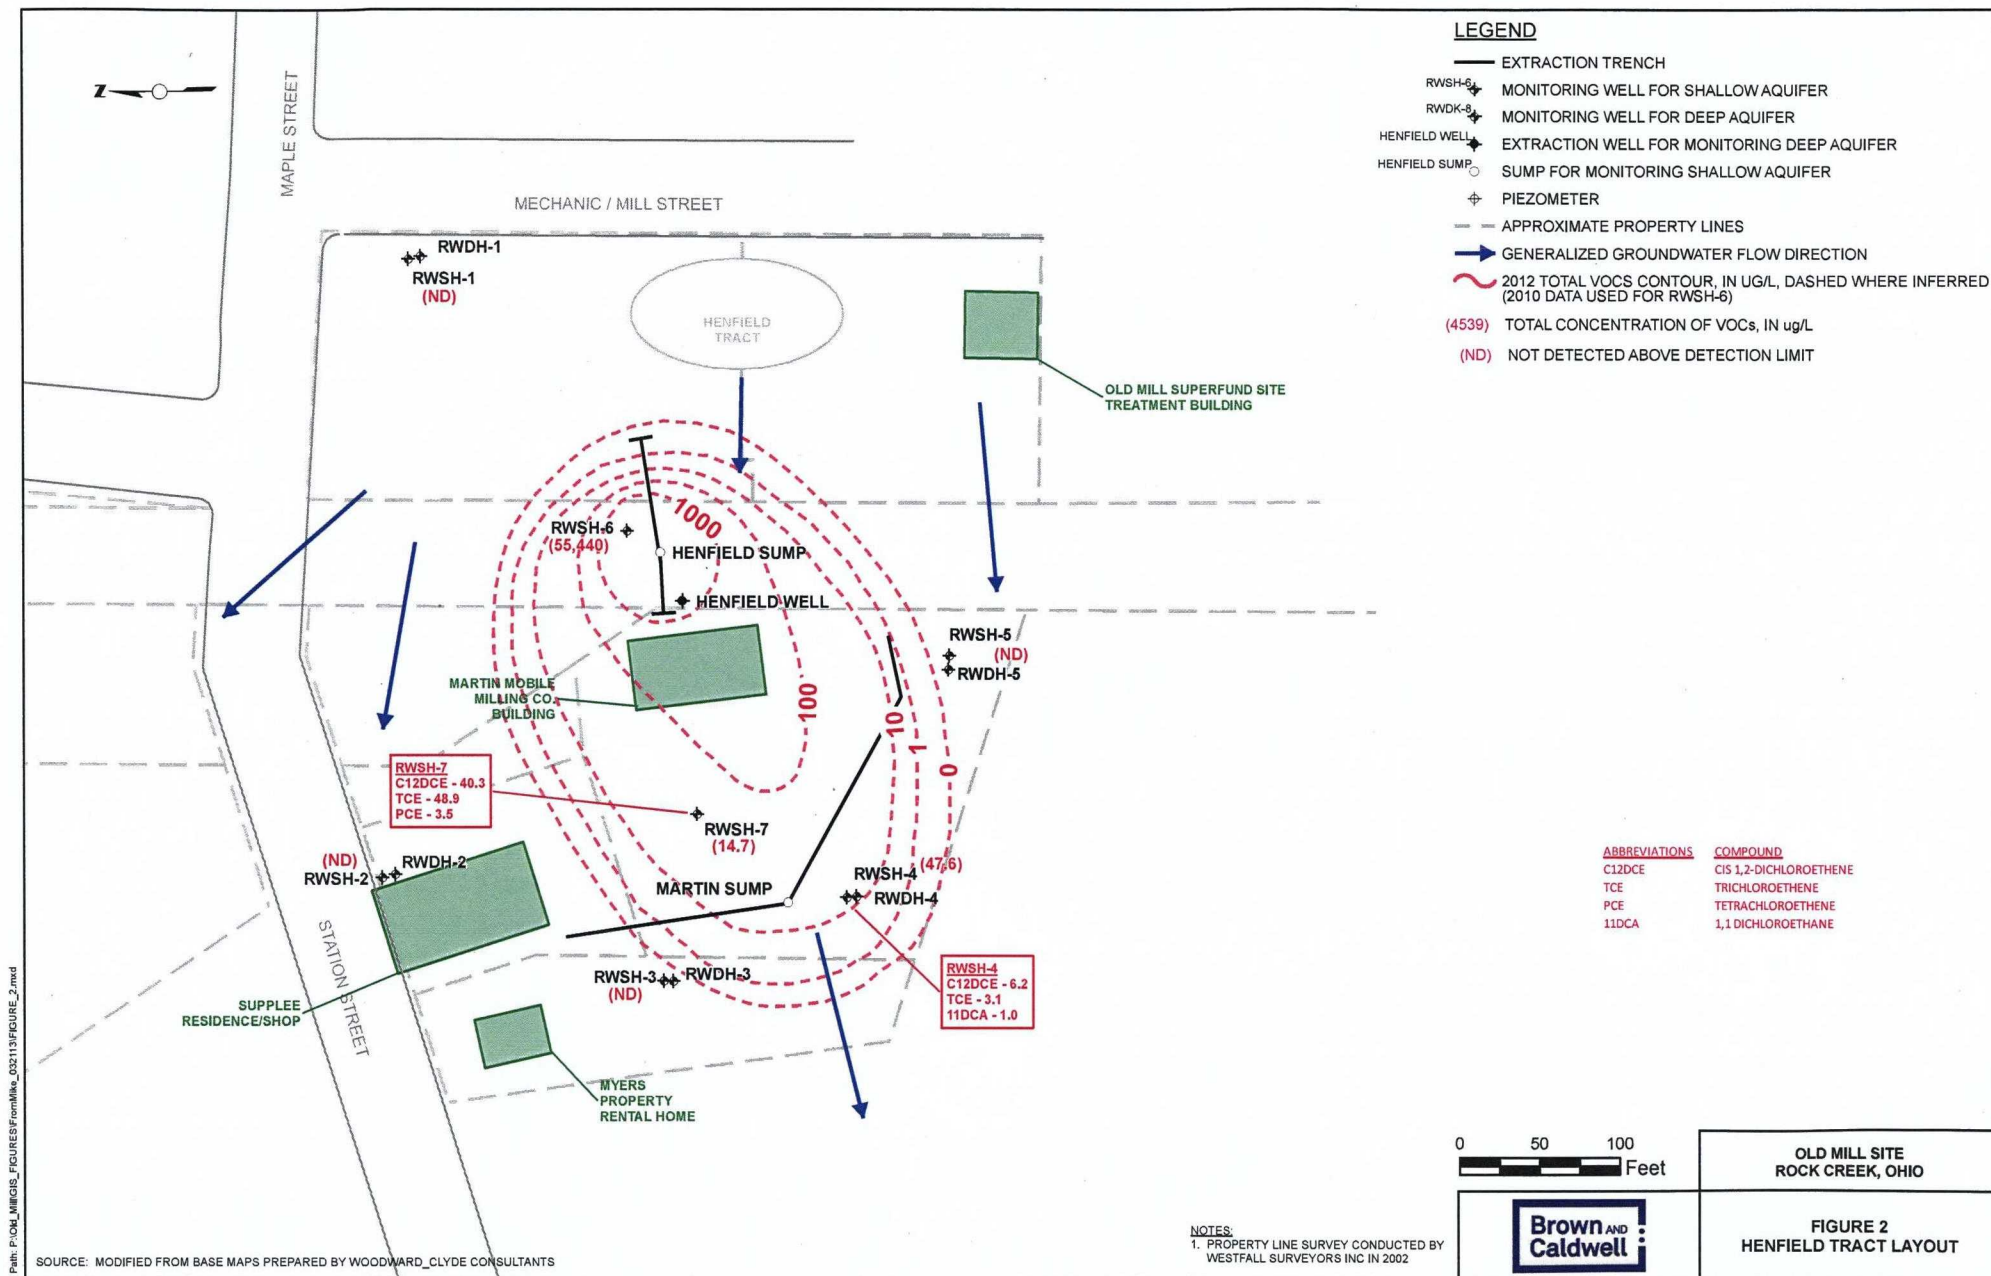 LEGEND
EXTRACTION TRENCH
RWSH-6
MONITORING WELL FOR SHALLOW AQUIFER
RWDK-8
MONITORING WELL FOR DEEP AQUIFER
HENFIELD WELL
EXTRACTION WELL FOR MONITORING DEEP AQUIFER
HENFIELD SUMP
SUMP FOR MONITORING SHALLOW AQUIFER
PIEZOMETER
APPROXIMATE PROPERTY LINES
GENERALIZED GROUNDWATER FLOW DIRECTION
2012 TOTAL VOCS CONTOUR, IN UG/L, DASHED WHERE INFERRED
(2010 DATA USED FOR RWSH-6)
(4539) TOTAL CONCENTRATION OF VOCs, IN ug/L
(ND) NOT DETECTED ABOVE DETECTION LIMIT
Z
MAPLE STREET
MECHANIC / MILL STREET
RWDH-1
RWSH-1
(ND)
HENFIELD
TRACT
OLD MILL SUPERFUND SITE
TREATMENT BUILDING
1000
RWSH-6
(55,440)
HENFIELD SUMP
HENFIELD WELL
RWSH-5
(ND)
RWDH-5
MARTIN MOBILE
MILLING CO.
BUILDING
100
10
1
0
RWSH-7
C12DCE - 40.3
TCE - 48.9
PCE - 3.5
RWSH-7
(14.7)
(ND)
RWDH-2
RWSH-2
(47.6)
RWSH-4
MARTIN SUMP
RWDH-4
STATION STREET
RWSH-3
RWDH-3
(ND)
RWSH-4
C12DCE - 6.2
TCE - 3.1
11DCA - 1.0
SUPPLEE
RESIDENCE/SHOP
MYERS
PROPERTY
RENTAL HOME
ABBREVIATIONS COMPOUND
C12DCE CIS 1,2-DICHLOROETHENE
TCE TRICHLOROETHENE
PCE TETRACHLOROETHENE
11DCA 1,1 DICHLOROETHANE
0 50 100
Feet
OLD MILL SITE
ROCK CREEK, OHIO
Brown AND
Caldwell
FIGURE 2
HENFIELD TRACT LAYOUT
NOTES:
1. PROPERTY LINE SURVEY CONDUCTED BY
WESTFALL SURVEYORS INC IN 2002
SOURCE: MODIFIED FROM BASE MAPS PREPARED BY WOODWARD_CLYDE CONSULTANTS
Path: P:\Old_Mill\GIS_FIGURES\FromMike_032113\FIGURE_2.mxd